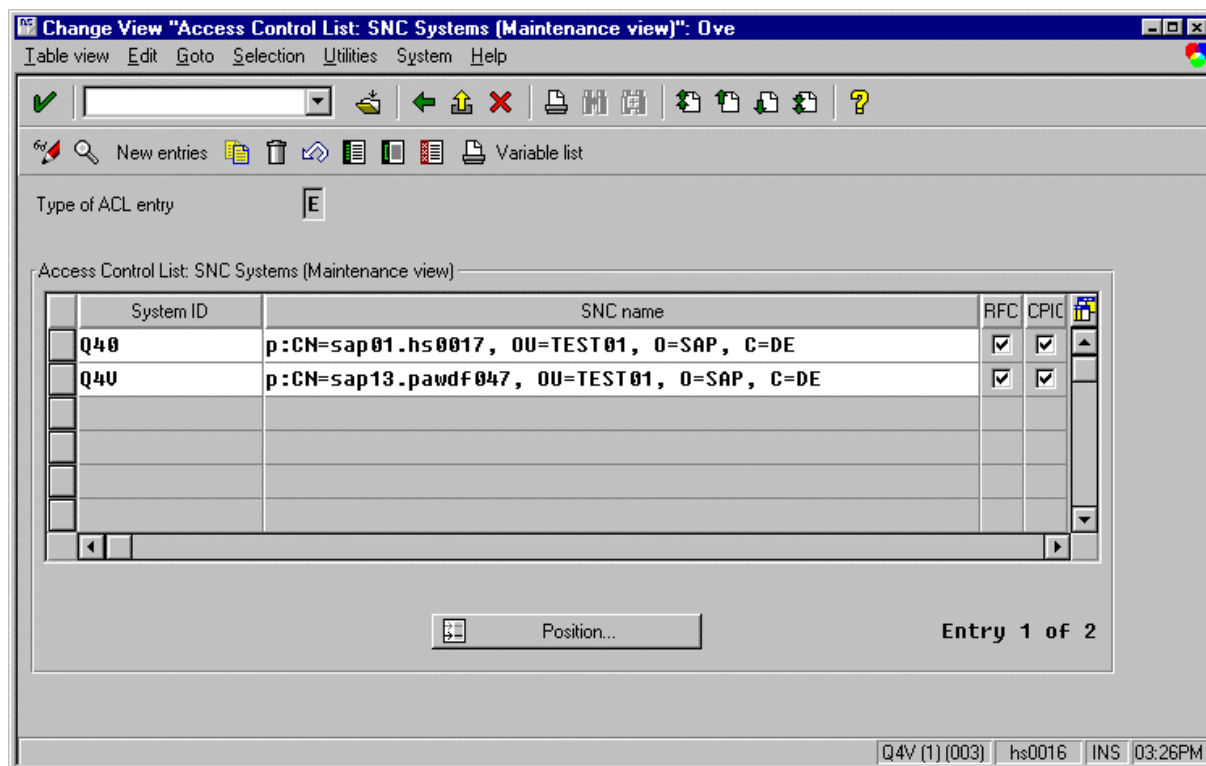 Change View "Access Control List: SNC Systems (Maintenance view)": Ove
Table view Edit Goto Selection Utilities System Help
New entries Variable list
Type of ACL entry E
Access Control List: SNC Systems (Maintenance view)
System ID SNC name RFC CPIC
Q40 p:CN=sap01.hs0017, OU=TEST01, O=SAP, C=DE
Q4V p:CN=sap13.pawdf047, OU=TEST01, O=SAP, C=DE
Position... Entry 1 of 2
Q4V (1) (003) hs0016 INS 03:26PM